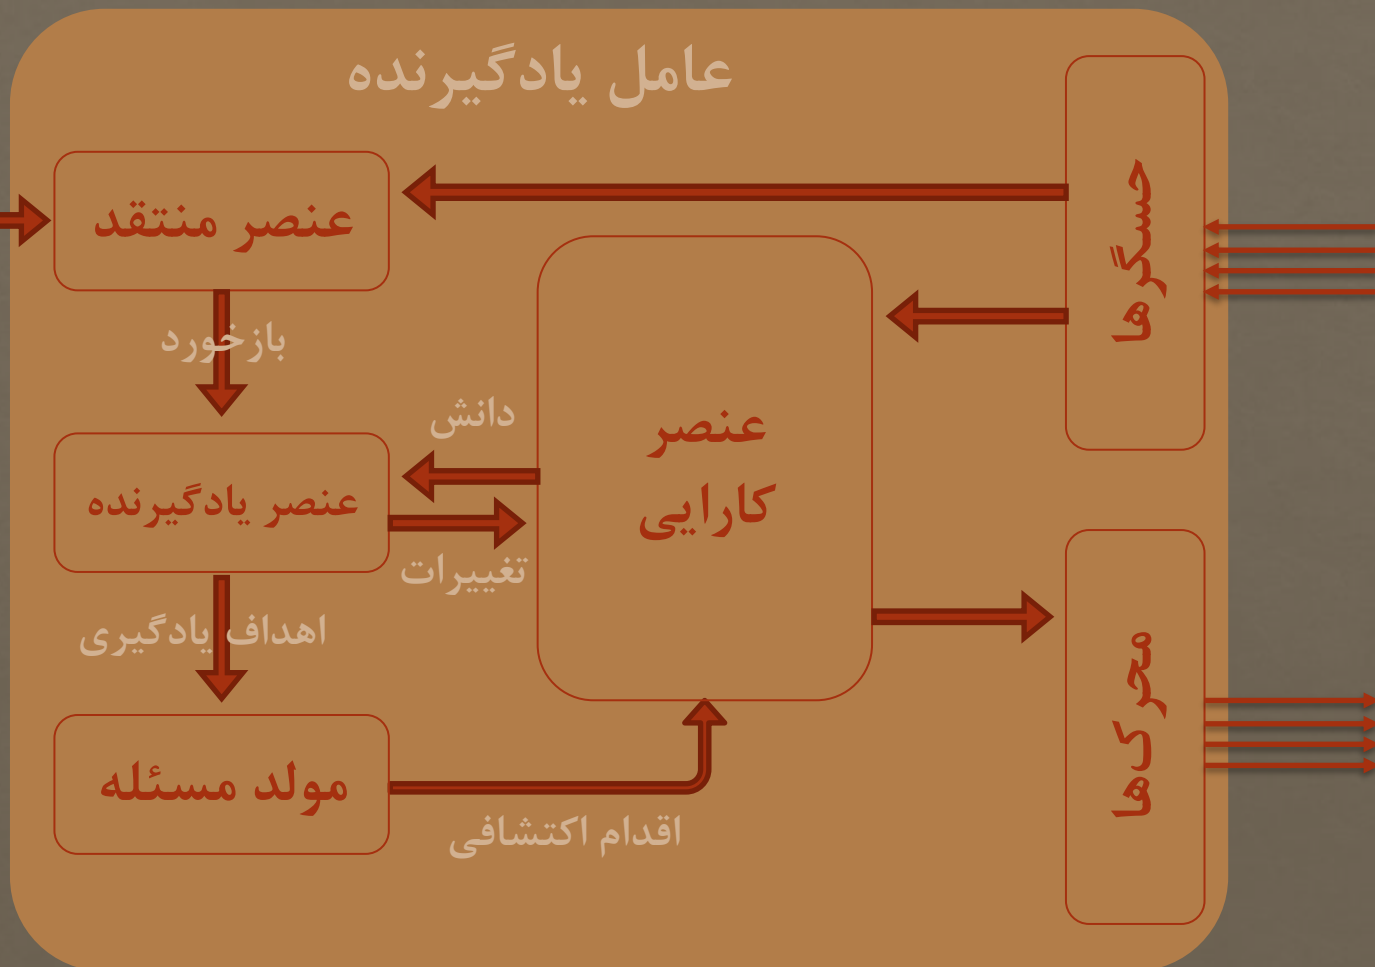 عامل یادگیرنده
حسگرها
عنصر منتقد
بازخورد
دانش
عنصر
کارایی
عنصر یادگیرنده
تغییرات
اهداف یادگیری
محرک‌ها
مولد مسئله
اقدام اکتشافی